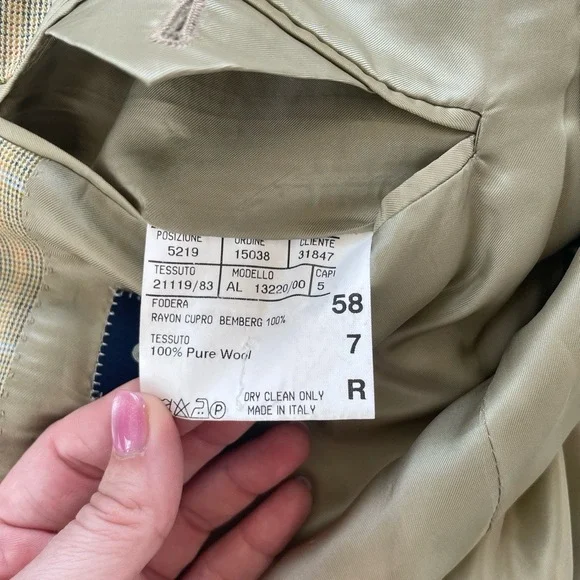 POSIZIONE ORDINE CLIENTE
5219 15038 31847
TESSUTO MODELLO CAPI
21119/83 AL 13220/00 5
FODERA 58
RAYON CUPRO BEMBERG 100%
TESSUTO 7
100% Pure Wool
DRY CLEAN ONLY R
MADE IN ITALY